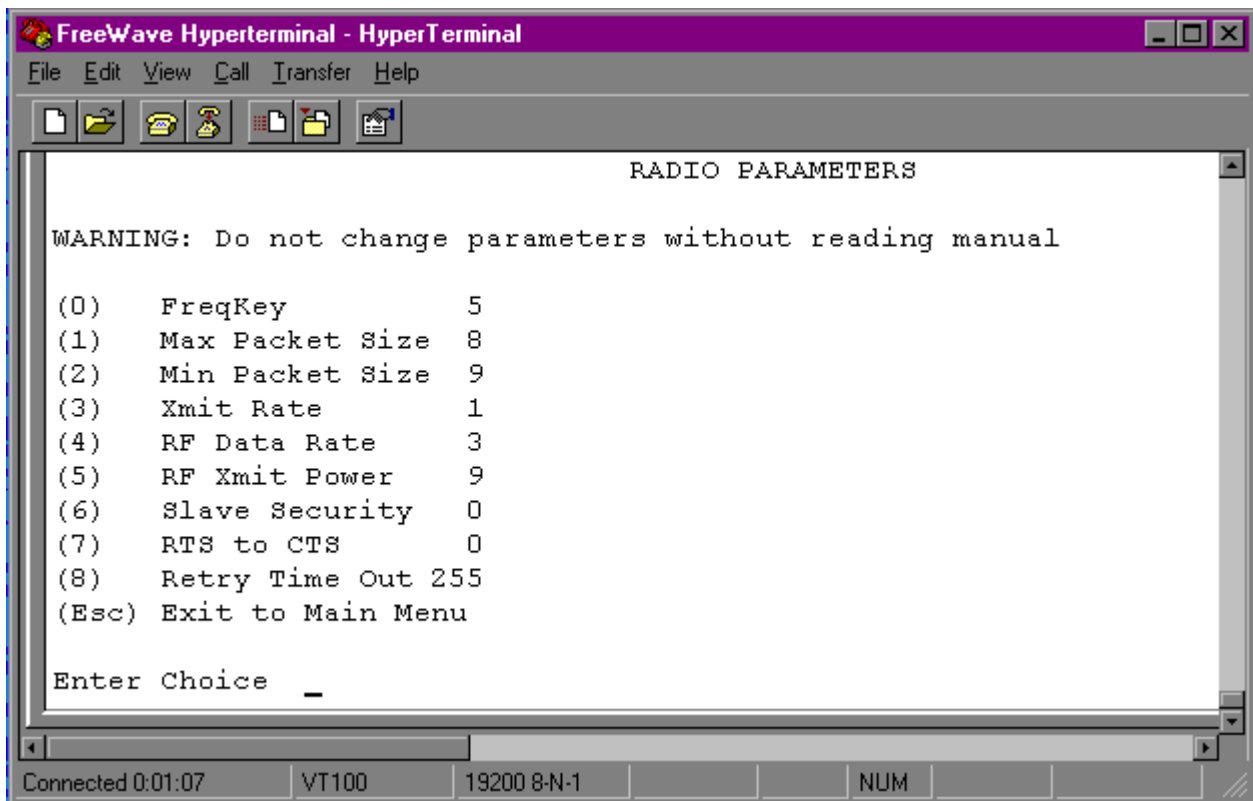 FreeWave Hyperterminal - HyperTerminal
File Edit View Call Transfer Help
RADIO PARAMETERS
WARNING: Do not change parameters without reading manual
(0) FreqKey 5
(1) Max Packet Size 8
(2) Min Packet Size 9
(3) Xmit Rate 1
(4) RF Data Rate 3
(5) RF Xmit Power 9
(6) Slave Security 0
(7) RTS to CTS 0
(8) Retry Time Out 255
(Esc) Exit to Main Menu
Enter Choice _
Connected 0:01:07 VT100 19200 8-N-1 NUM